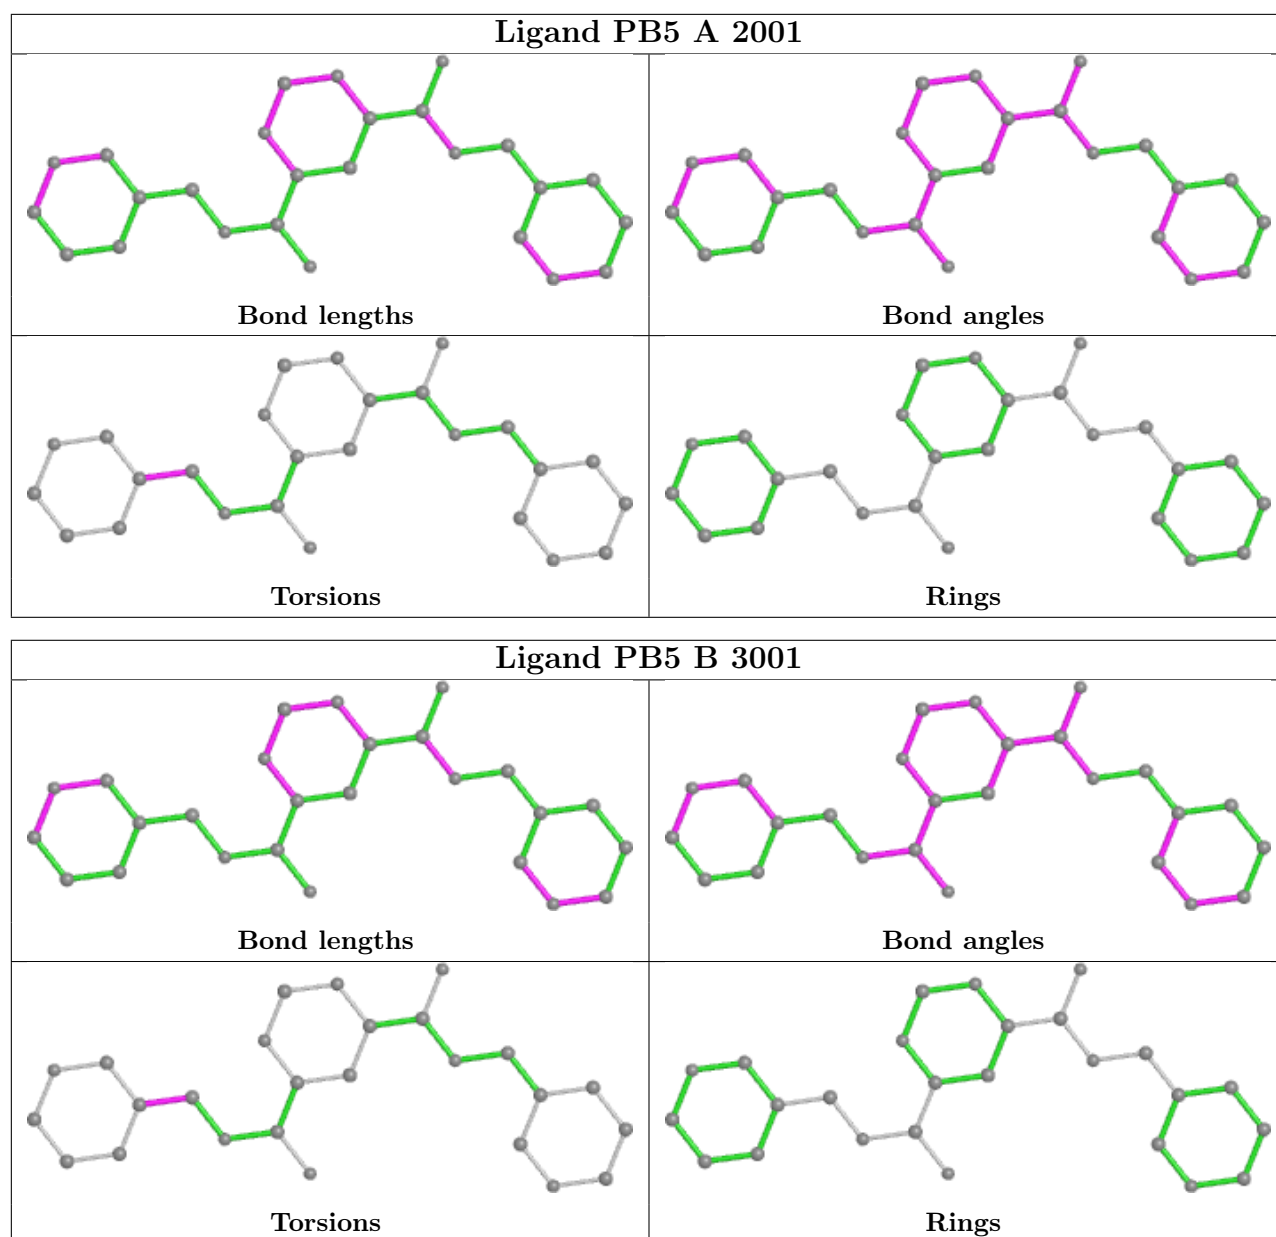 Ligand PB5 A 2001
Bond lengths
Bond angles
Torsions
Rings
Ligand PB5 B 3001
Bond lengths
Bond angles
Torsions
Rings